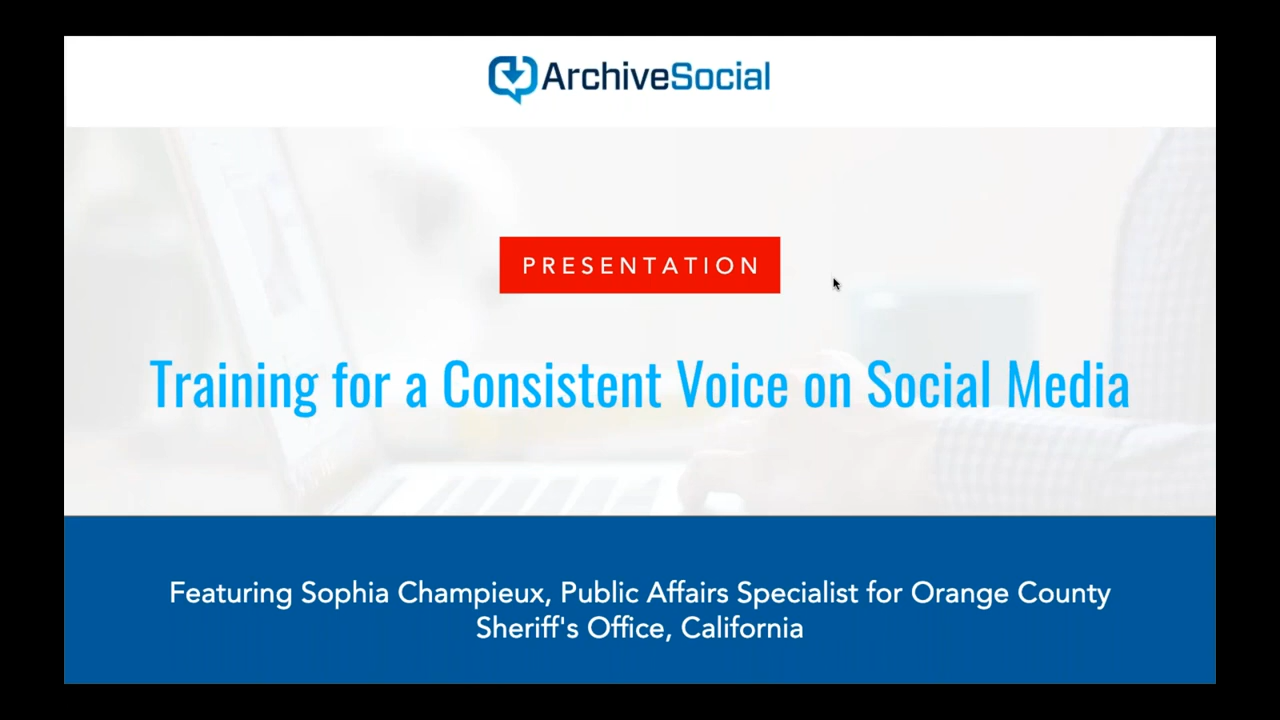 ArchiveSocial
PRESENTATION
Training for a Consistent Voice on Social Media
Featuring Sophia Champieux, Public Affairs Specialist for Orange County
Sheriff's Office, California